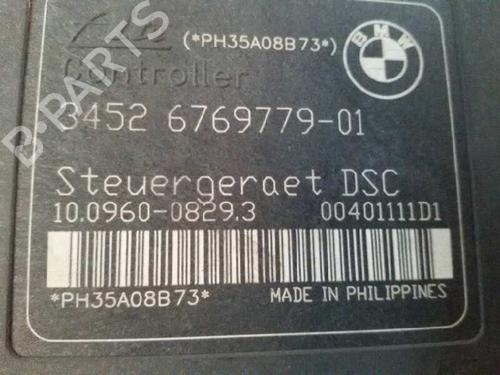 (*PH35A08B73*)
BMW
Controller
3452 6769779-01
Steuergeraet DSC
10.0960-0829.3 00401111D1
*PH35A08B73* MADE IN PHILIPPINES
B-PARTS